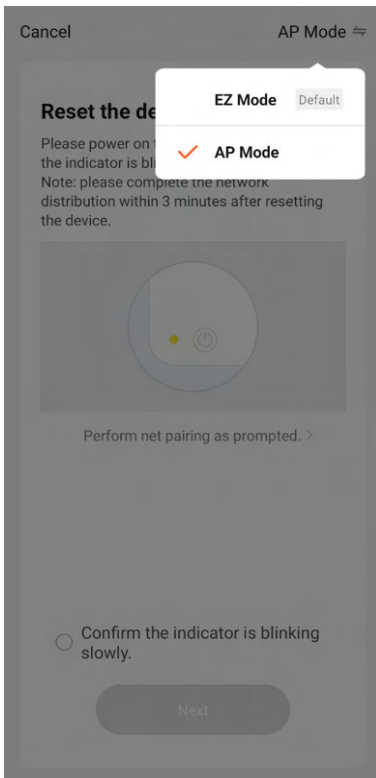 Cancel
AP Mode
EZ Mode Default
AP Mode
Reset the de
Please power on
the indicator is bli
Note: please complete the network
distribution within 3 minutes after resetting
the device.
Perform net pairing as prompted. >
Confirm the indicator is blinking
slowly.
Next